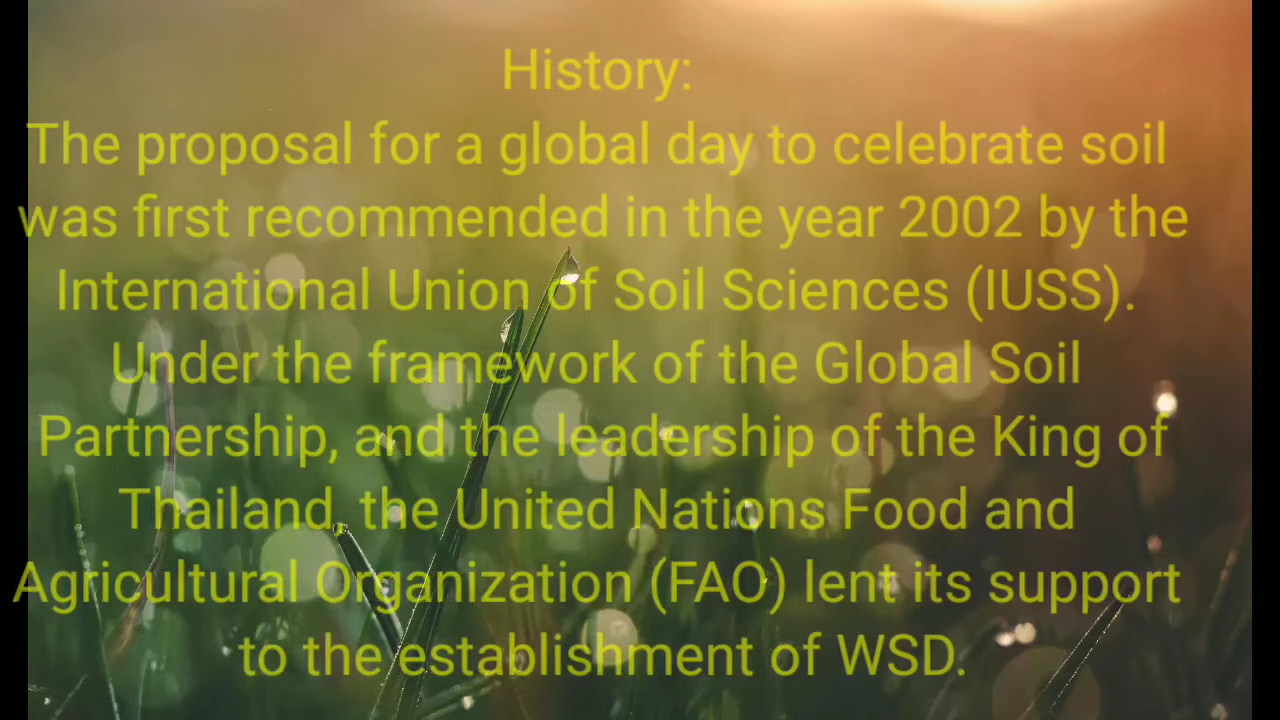 History:
The proposal for a global day to celebrate soil
was first recommended in the year 2002 by the
International Union of Soil Sciences (IUSS).
Under the framework of the Global Soil
Partnership, and the leadership of the King of
Thailand, the United Nations Food and
Agricultural Organization (FAO) lent its support
to the establishment of WSD.